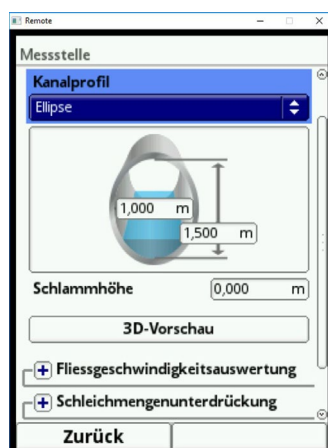 Remote
Messstelle
Kanalprofil
Ellipse
1,000 m
1,500 m
Schlammhöhe 0,000 m
3D-Vorschau
Fliessgeschwindigkeitsauswertung
Schleichmengenunterdrückung
Zurück